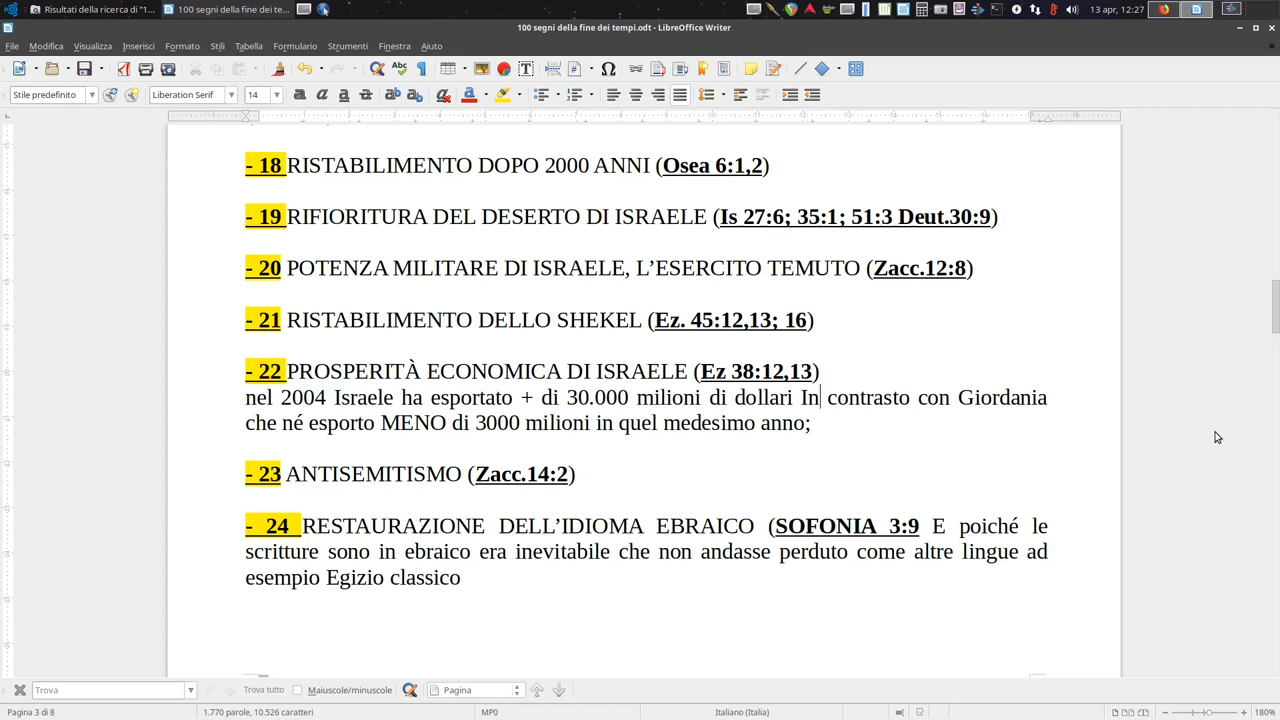 Risultati della ricerca di "1...
100 segni della fine dei te...
13 apr, 12:27
100 segni della fine dei tempi.odt - LibreOffice Writer
File Modifica Visualizza Inserisci Formato Stili Tabella Formulario Strumenti Finestra Aiuto
Stile predefinito Liberation Serif 14
- 18 RISTABILIMENTO DOPO 2000 ANNI (Osea 6:1,2)
- 19 RIFIORITURA DEL DESERTO DI ISRAELE (Is 27:6; 35:1; 51:3 Deut.30:9)
- 20 POTENZA MILITARE DI ISRAELE, L’ESERCITO TEMUTO (Zacc.12:8)
- 21 RISTABILIMENTO DELLO SHEKEL (Ez. 45:12,13; 16)
- 22 PROSPERITÀ ECONOMICA DI ISRAELE (Ez 38:12,13)
nel 2004 Israele ha esportato + di 30.000 milioni di dollari In contrasto con Giordania
che né esporto MENO di 3000 milioni in quel medesimo anno;
- 23 ANTISEMITISMO (Zacc.14:2)
- 24 RESTAURAZIONE DELL’IDIOMA EBRAICO (SOFONIA 3:9 E poiché le
scritture sono in ebraico era inevitabile che non andasse perduto come altre lingue ad
esempio Egizio classico
Trova Trova tutto Maiuscole/minuscole Pagina
Pagina 3 di 8 1.770 parole, 10.526 caratteri MP0 Italiano (Italia) 180%